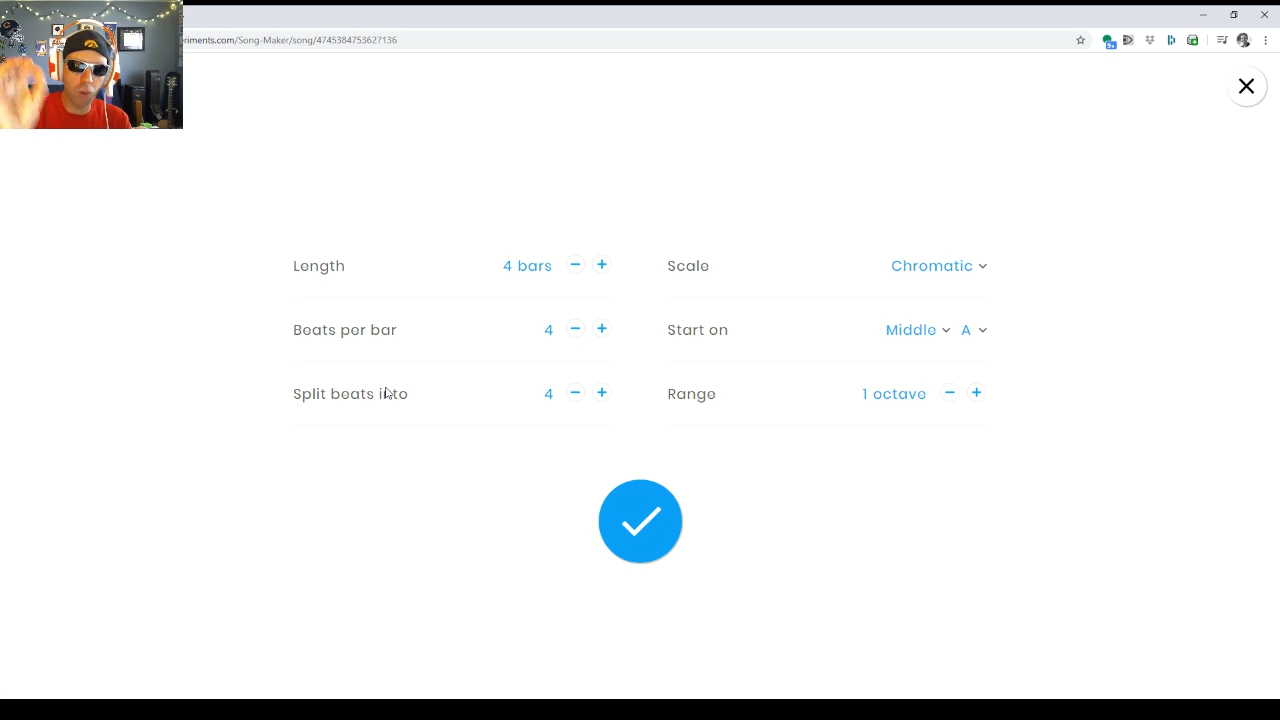 riments.com/Song-Maker/song/4745384753627136
9+
Length 4 bars Scale Chromatic
Beats per bar 4 Start on Middle A
Split beats into 4 Range 1 octave